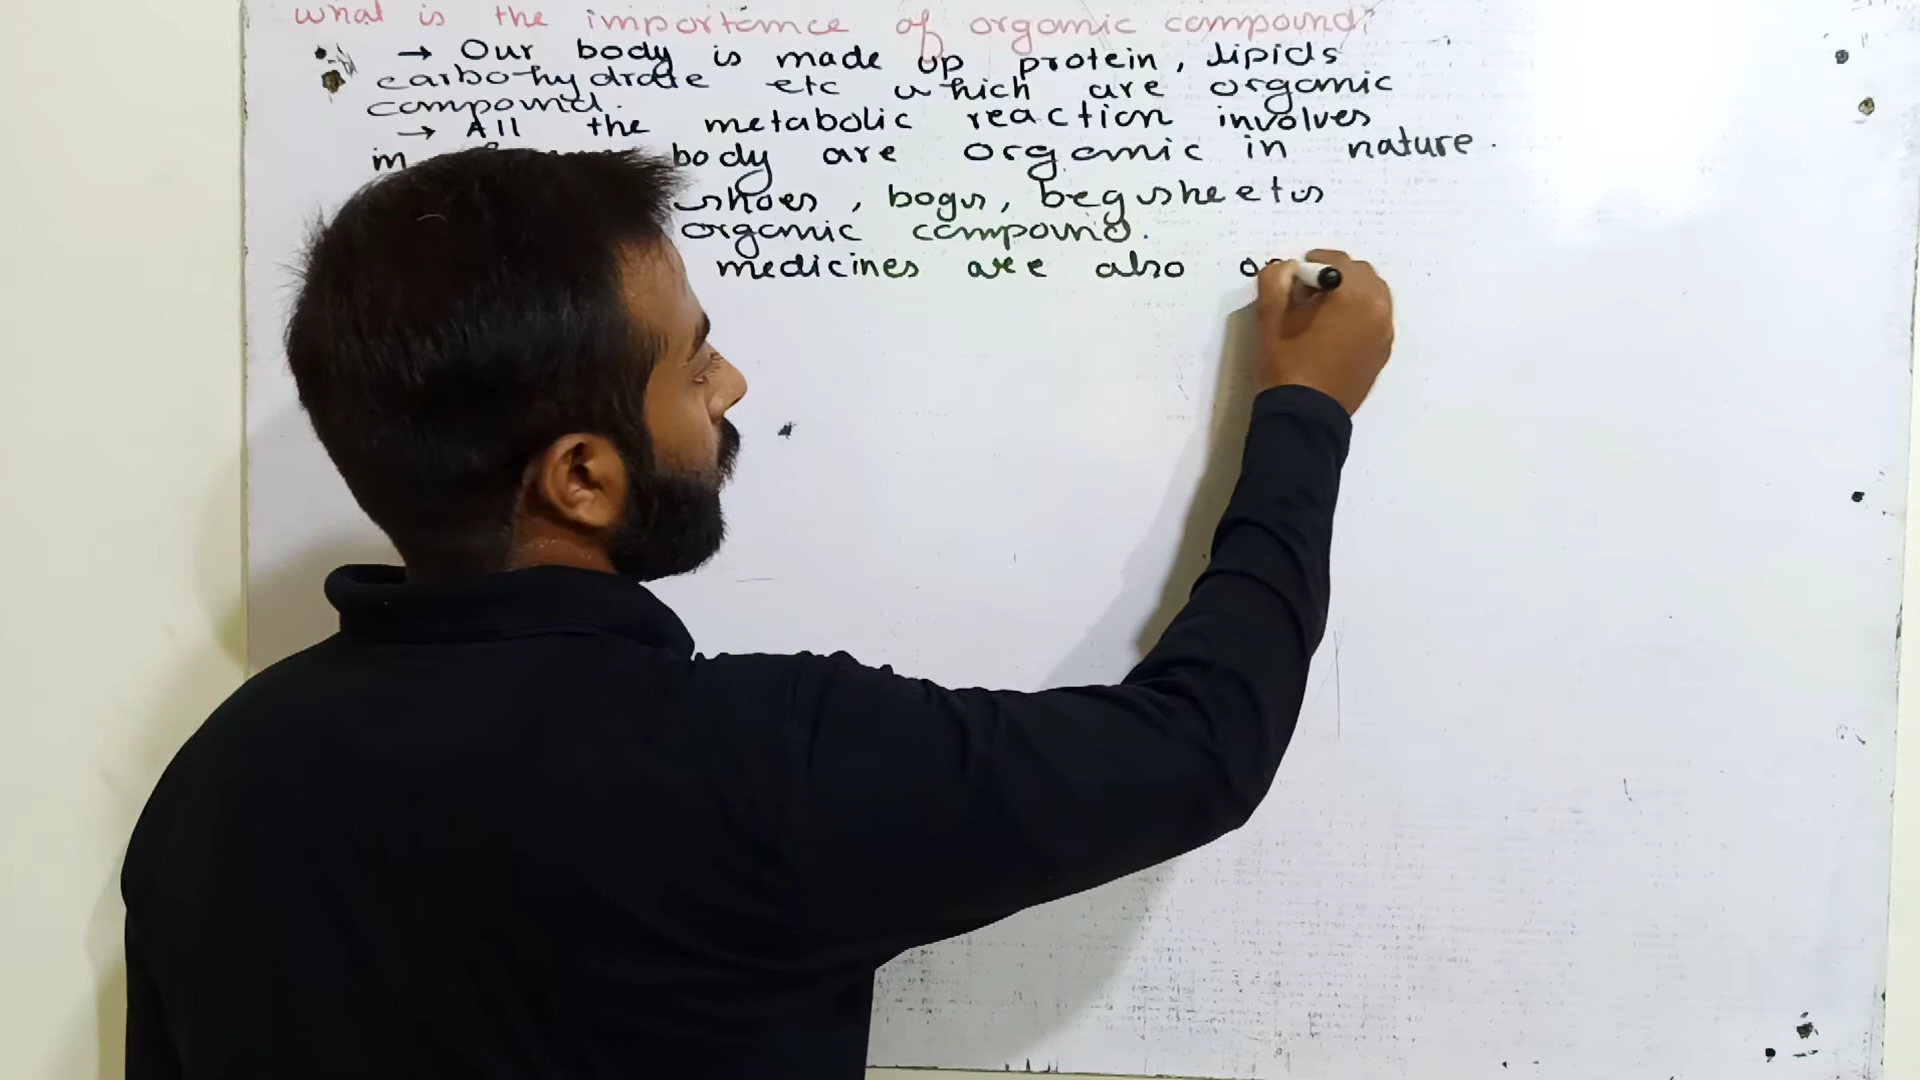 what is the importance of organic compound?
→ Our body is made up protein, lipids
carbohydrate etc which are organic
compound.
→ All the metabolic reaction involves
in body are organic in nature.
shoes, bags, begsheets
organic compound.
medicines are also